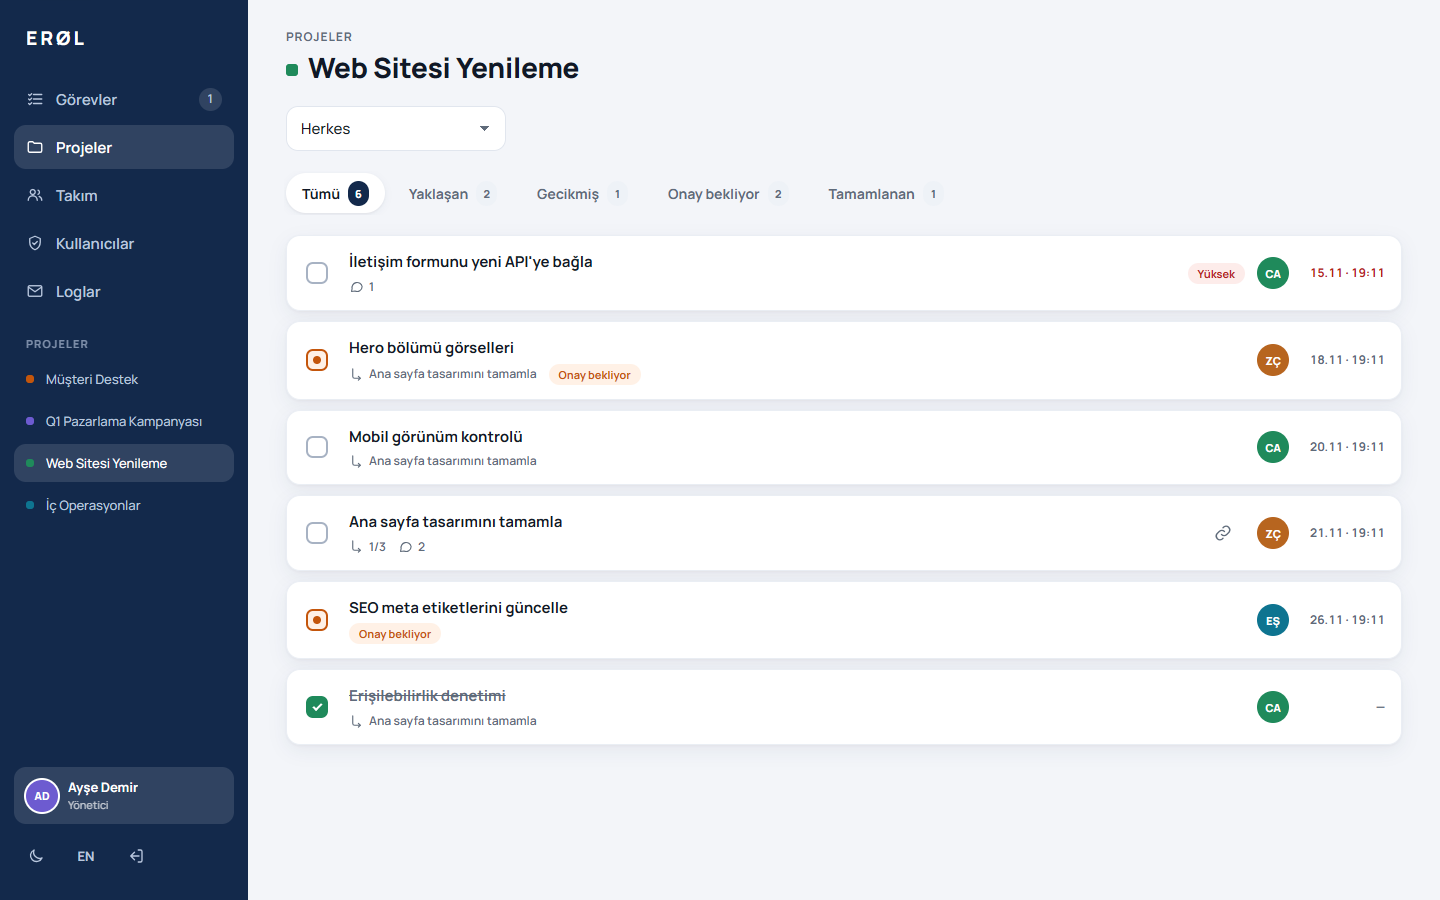 ERØL
Görevler 1
Projeler
Takım
Kullanıcılar
Loglar
PROJELER
Müşteri Destek
Q1 Pazarlama Kampanyası
Web Sitesi Yenileme
İç Operasyonlar
AD Ayşe Demir
Yönetici
EN
PROJELER
Web Sitesi Yenileme
Herkes
Tümü 6 Yaklaşan 2 Gecikmiş 1 Onay bekliyor 2 Tamamlanan 1
İletişim formunu yeni API'ye bağla
1
Yüksek CA 15.11 · 19:11
Hero bölümü görselleri
Ana sayfa tasarımını tamamla Onay bekliyor
ZÇ 18.11 · 19:11
Mobil görünüm kontrolü
Ana sayfa tasarımını tamamla
CA 20.11 · 19:11
Ana sayfa tasarımını tamamla
1/3 2
ZÇ 21.11 · 19:11
SEO meta etiketlerini güncelle
Onay bekliyor
EŞ 26.11 · 19:11
Erişilebilirlik denetimi
Ana sayfa tasarımını tamamla
CA –